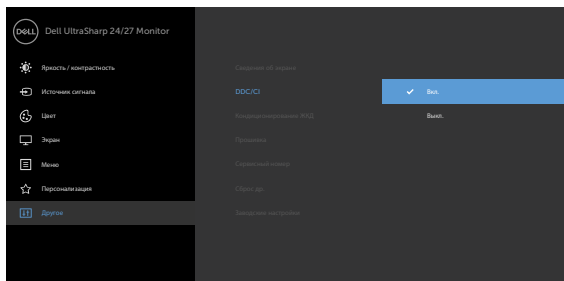 DELL
Dell UltraSharp 24/27 Monitor
Яркость / контрастность
Источник сигнала
Цвет
Экран
Меню
Персонализация
Другое
Сведения об экране
DDC/CI
Кондиционирование ЖКД
Прошивка
Сервисный номер
Сброс др.
Заводские настройки
Вкл.
Выкл.